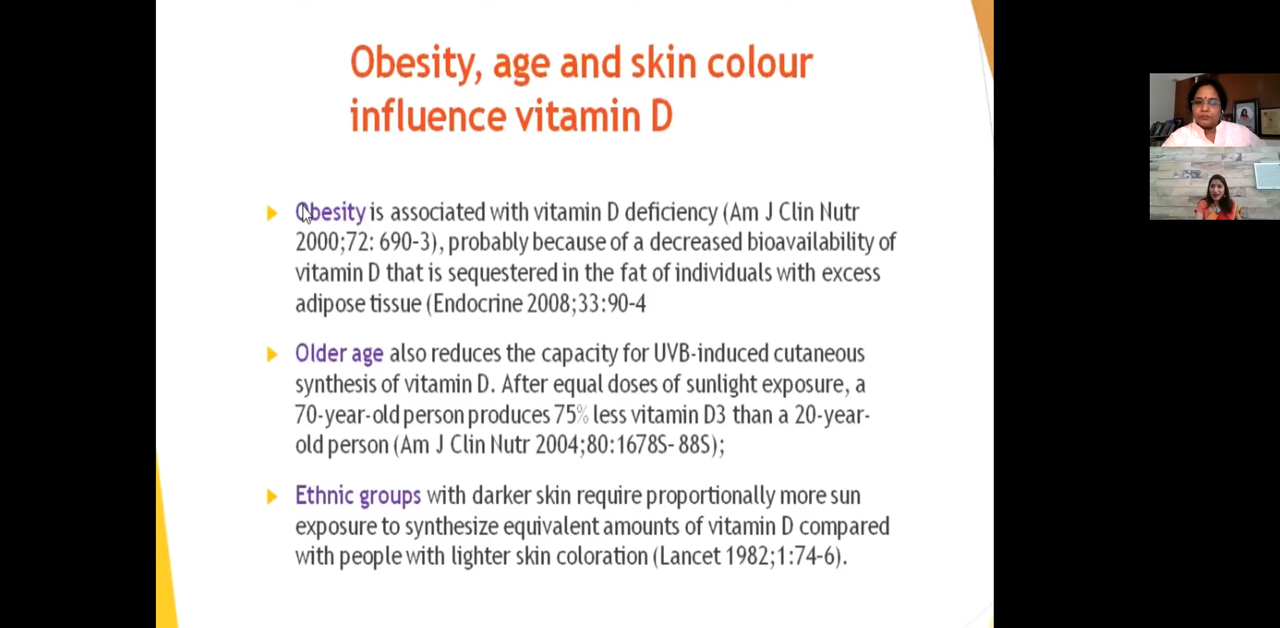 Obesity, age and skin colour
influence vitamin D
Obesity is associated with vitamin D deficiency (Am J Clin Nutr
2000;72: 690-3), probably because of a decreased bioavailability of
vitamin D that is sequestered in the fat of individuals with excess
adipose tissue (Endocrine 2008;33:90-4
Older age also reduces the capacity for UVB-induced cutaneous
synthesis of vitamin D. After equal doses of sunlight exposure, a
70-year-old person produces 75% less vitamin D3 than a 20-year-
old person (Am J Clin Nutr 2004;80:1678S- 88S);
Ethnic groups with darker skin require proportionally more sun
exposure to synthesize equivalent amounts of vitamin D compared
with people with lighter skin coloration (Lancet 1982;1:74-6).